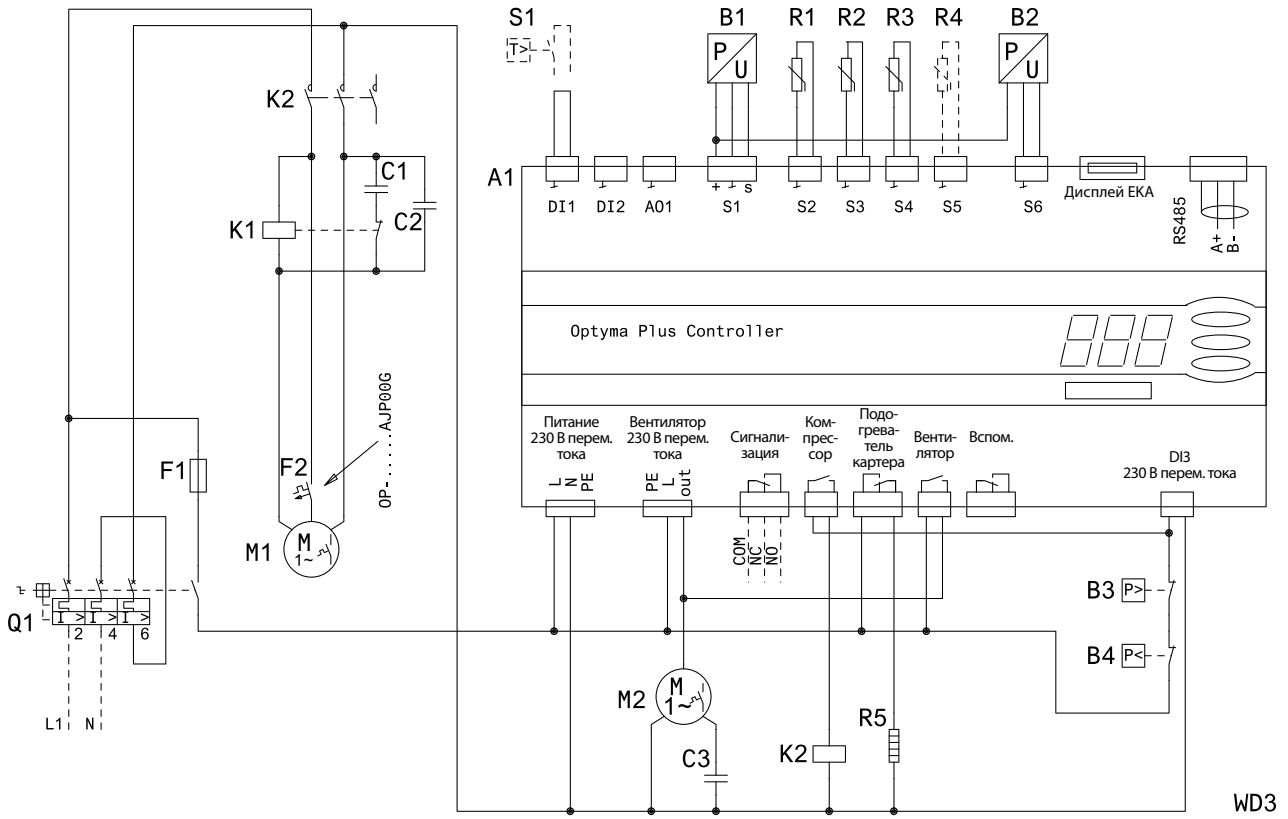 S1
B1
R1
R2
R3
R4
B2
T>
P
U
P
U
K2
A1
+
-
s
DI1
DI2
AO1
S1
S2
S3
S4
S5
S6
Дисплей EKA
RS485
A+
B-
C1
C2
K1
Optyma Plus Controller
OP-.....AJP00G
F1
F2
M1
M
1~
Питание
230 В перем.
тока
L
N
PE
Вентилятор
230 В перем.
тока
PE
L
out
Сигнали-
зация
Ком-
прес-
сор
Подо-
грева-
тель
картера
Венти-
лятор
Вспом.
DI3
230 В перем. тока
COM
NC
NO
Q1
I >
I >
I >
2
4
6
L1
N
B3
P>
B4
P<
M2
M
1~
C3
K2
R5
WD3